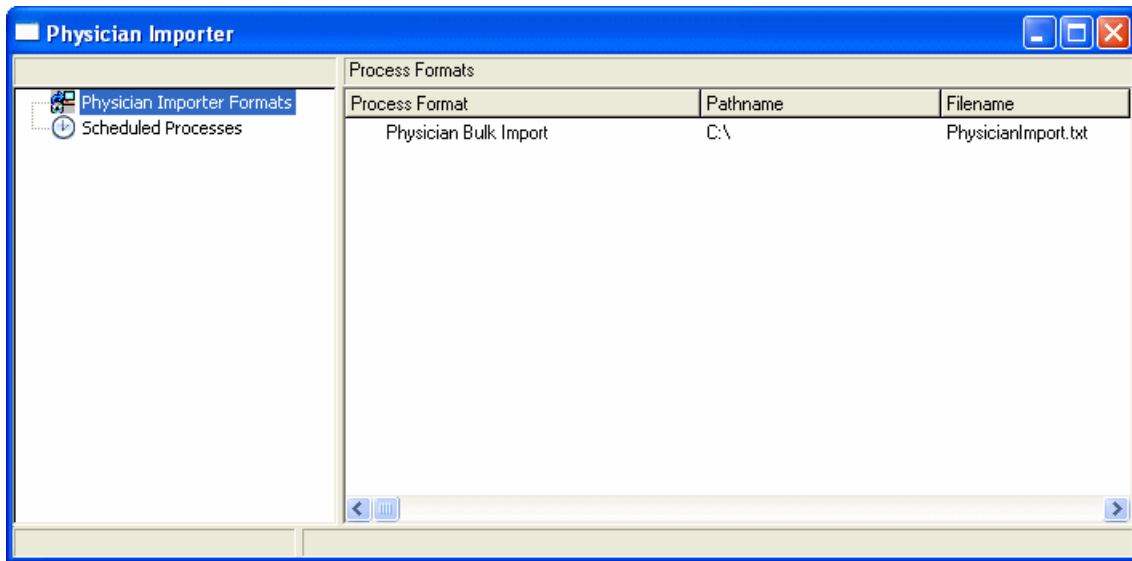 Physician Importer
Process Formats
Physician Importer Formats
Scheduled Processes
Process Format Pathname Filename
Physician Bulk Import C:\ PhysicianImport.txt